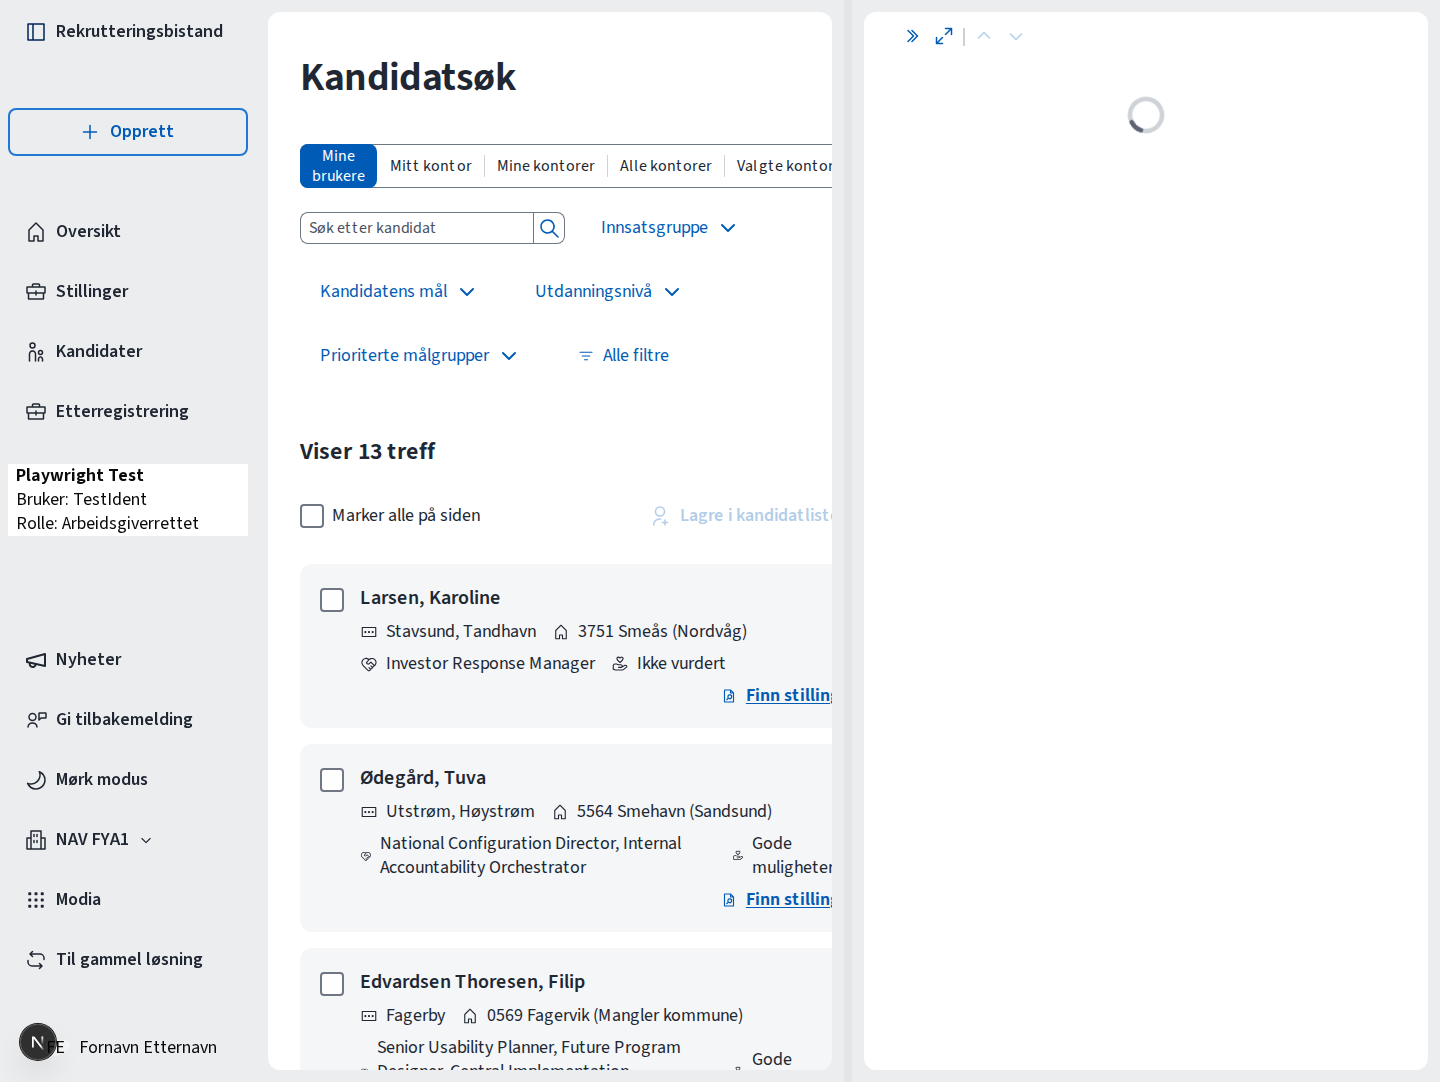 Rekrutteringsbistand
Opprett
Oversikt
Stillinger
Kandidater
Etterregistrering
Playwright Test
Bruker: TestIdent
Rolle: Arbeidsgiverrettet
Nyheter
Gi tilbakemelding
Mørk modus
NAV FYA1
Modia
Til gammel løsning
N
FE Fornavn Etternavn
Kandidatsøk
Mine brukere
Mitt kontor
Mine kontorer
Alle kontorer
Valgte kontor
Søk etter kandidat
Innsatsgruppe
Kandidatens mål
Utdanningsnivå
Prioriterte målgrupper
Alle filtre
Viser 13 treff
Marker alle på siden
Lagre i kandidatliste
Larsen, Karoline
Stavsund, Tandhavn
3751 Smeås (Nordvåg)
Investor Response Manager
Ikke vurdert
Finn stilling
Ødegård, Tuva
Utstrøm, Høystrøm
5564 Smehavn (Sandsund)
National Configuration Director, Internal
Accountability Orchestrator
Gode
muligheter
Finn stilling
Edvardsen Thoresen, Filip
Fagerby
0569 Fagervik (Mangler kommune)
Senior Usability Planner, Future Program
Designer, Central Implementation
Gode